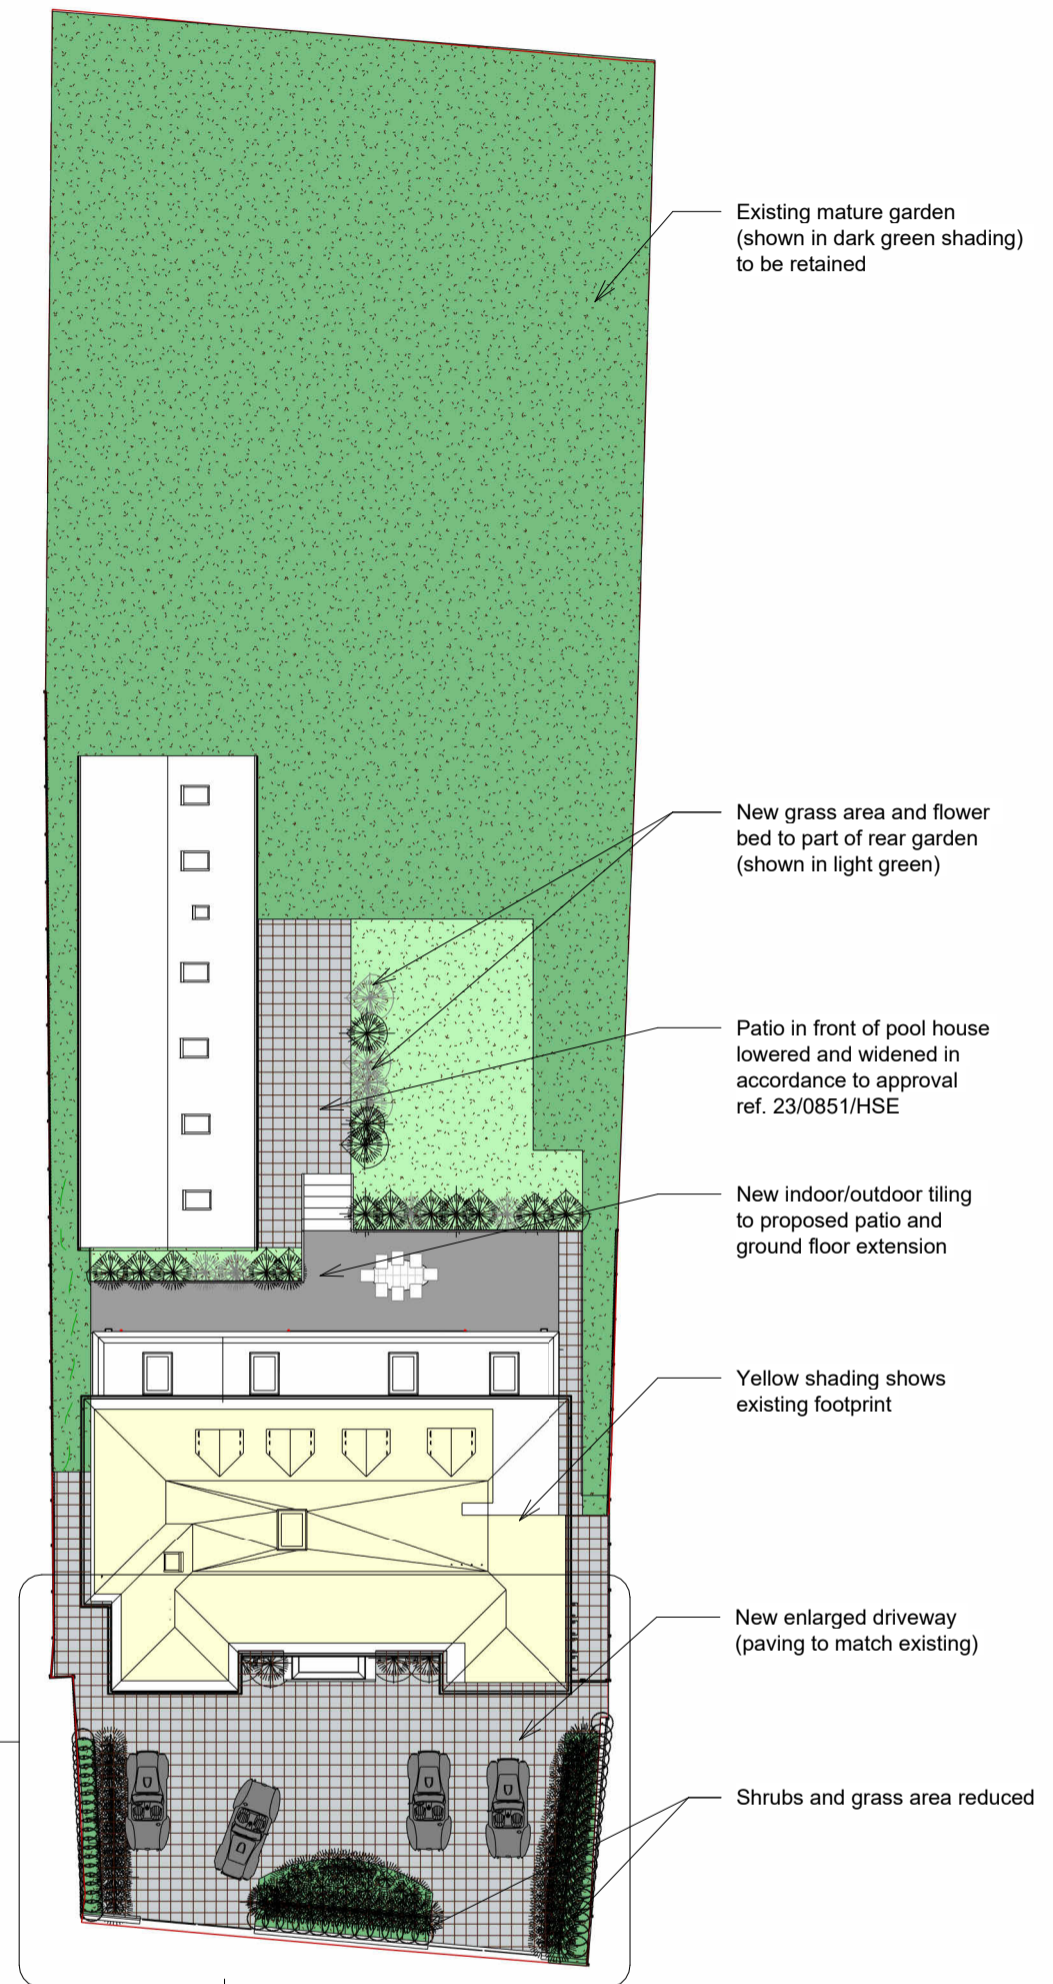 Existing mature garden
(shown in dark green shading)
to be retained
New grass area and flower
bed to part of rear garden
(shown in light green)
Patio in front of pool house
lowered and widened in
accordance to approval
ref. 23/0851/HSE
New indoor/outdoor tiling
to proposed patio and
ground floor extension
Yellow shading shows
existing footprint
New enlarged driveway
(paving to match existing)
Shrubs and grass area reduced